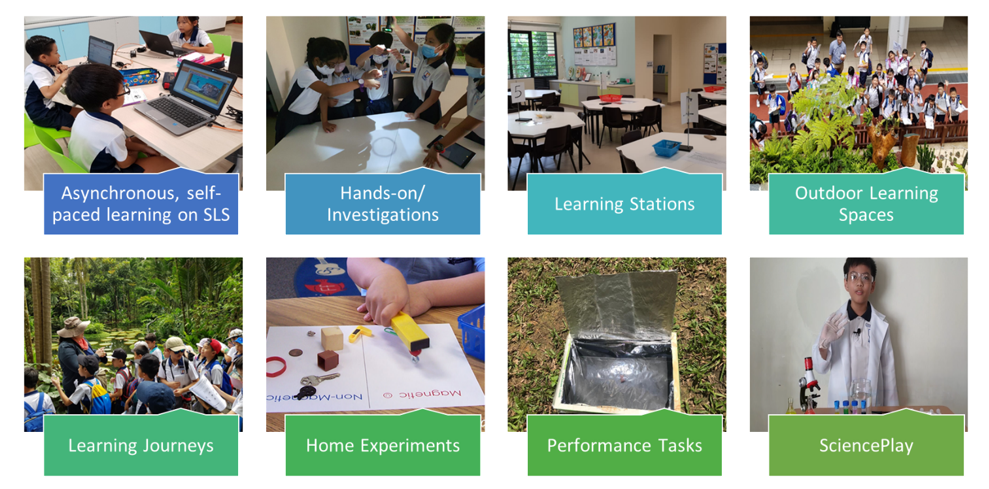 Asynchronous, self-
paced learning on SLS
Hands-on/
Investigations
Learning Stations
Outdoor Learning
Spaces
Learning Journeys
Home Experiments
Performance Tasks
SciencePlay
5
Non-Magnetic
Magnetic